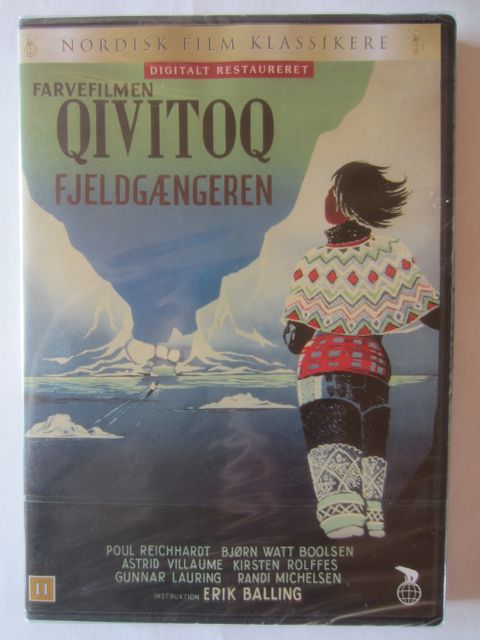 NORDISK FILM KLASSIKERE
DIGITALT RESTAURERET
FARVEFILMEN
QIVITOQ
FJELDGÆNGEREN
POUL REICHHARDT BJØRN WATT BOOLSEN
ASTRID VILLAUME KIRSTEN ROLFFES
GUNNAR LAURING RANDI MICHELSEN
INSTRUKTION ERIK BALLING
11